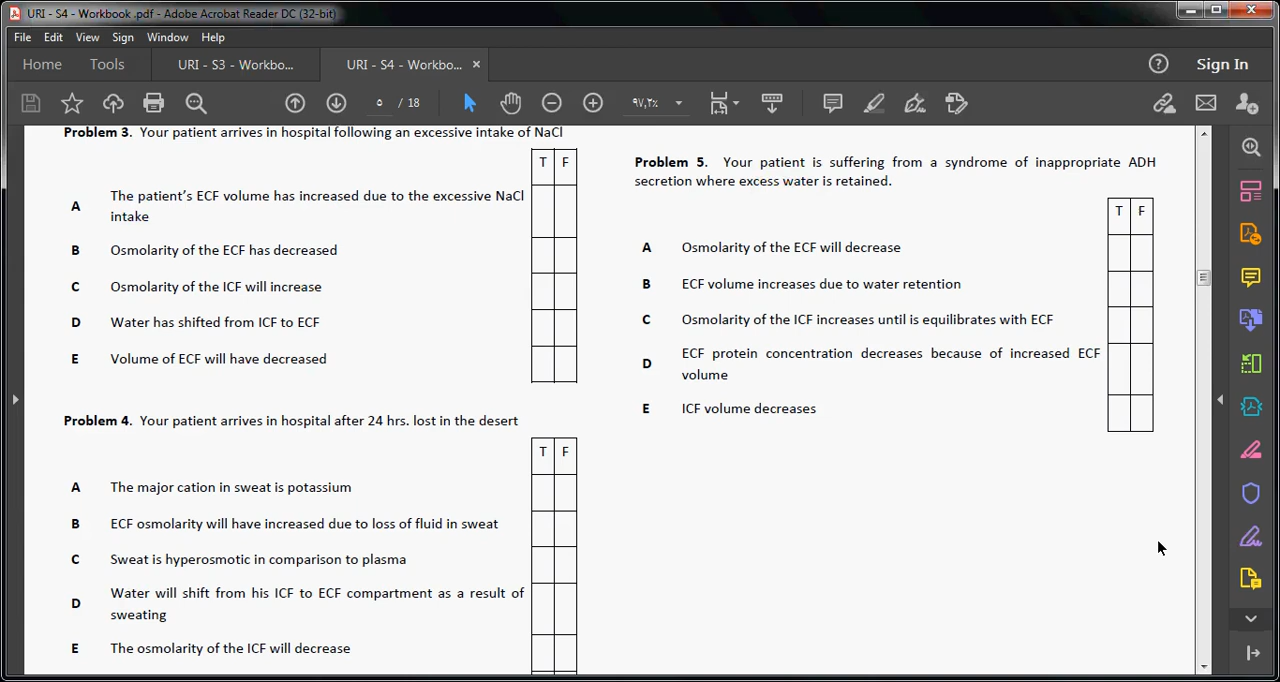 URI - S4 - Workbook .pdf - Adobe Acrobat Reader DC (32-bit)
File Edit View Sign Window Help
Home Tools URI - S3 - Workbo... URI - S4 - Workbo... ×
Sign In
٥ / 18
٩٧,٢%
Problem 3. Your patient arrives in hospital following an excessive intake of NaCl
T F
A The patient's ECF volume has increased due to the excessive NaCl
intake
B Osmolarity of the ECF has decreased
C Osmolarity of the ICF will increase
D Water has shifted from ICF to ECF
E Volume of ECF will have decreased
Problem 4. Your patient arrives in hospital after 24 hrs. lost in the desert
T F
A The major cation in sweat is potassium
B ECF osmolarity will have increased due to loss of fluid in sweat
C Sweat is hyperosmotic in comparison to plasma
D Water will shift from his ICF to ECF compartment as a result of
sweating
E The osmolarity of the ICF will decrease
Problem 5. Your patient is suffering from a syndrome of inappropriate ADH
secretion where excess water is retained.
T F
A Osmolarity of the ECF will decrease
B ECF volume increases due to water retention
C Osmolarity of the ICF increases until is equilibrates with ECF
D ECF protein concentration decreases because of increased ECF
volume
E ICF volume decreases